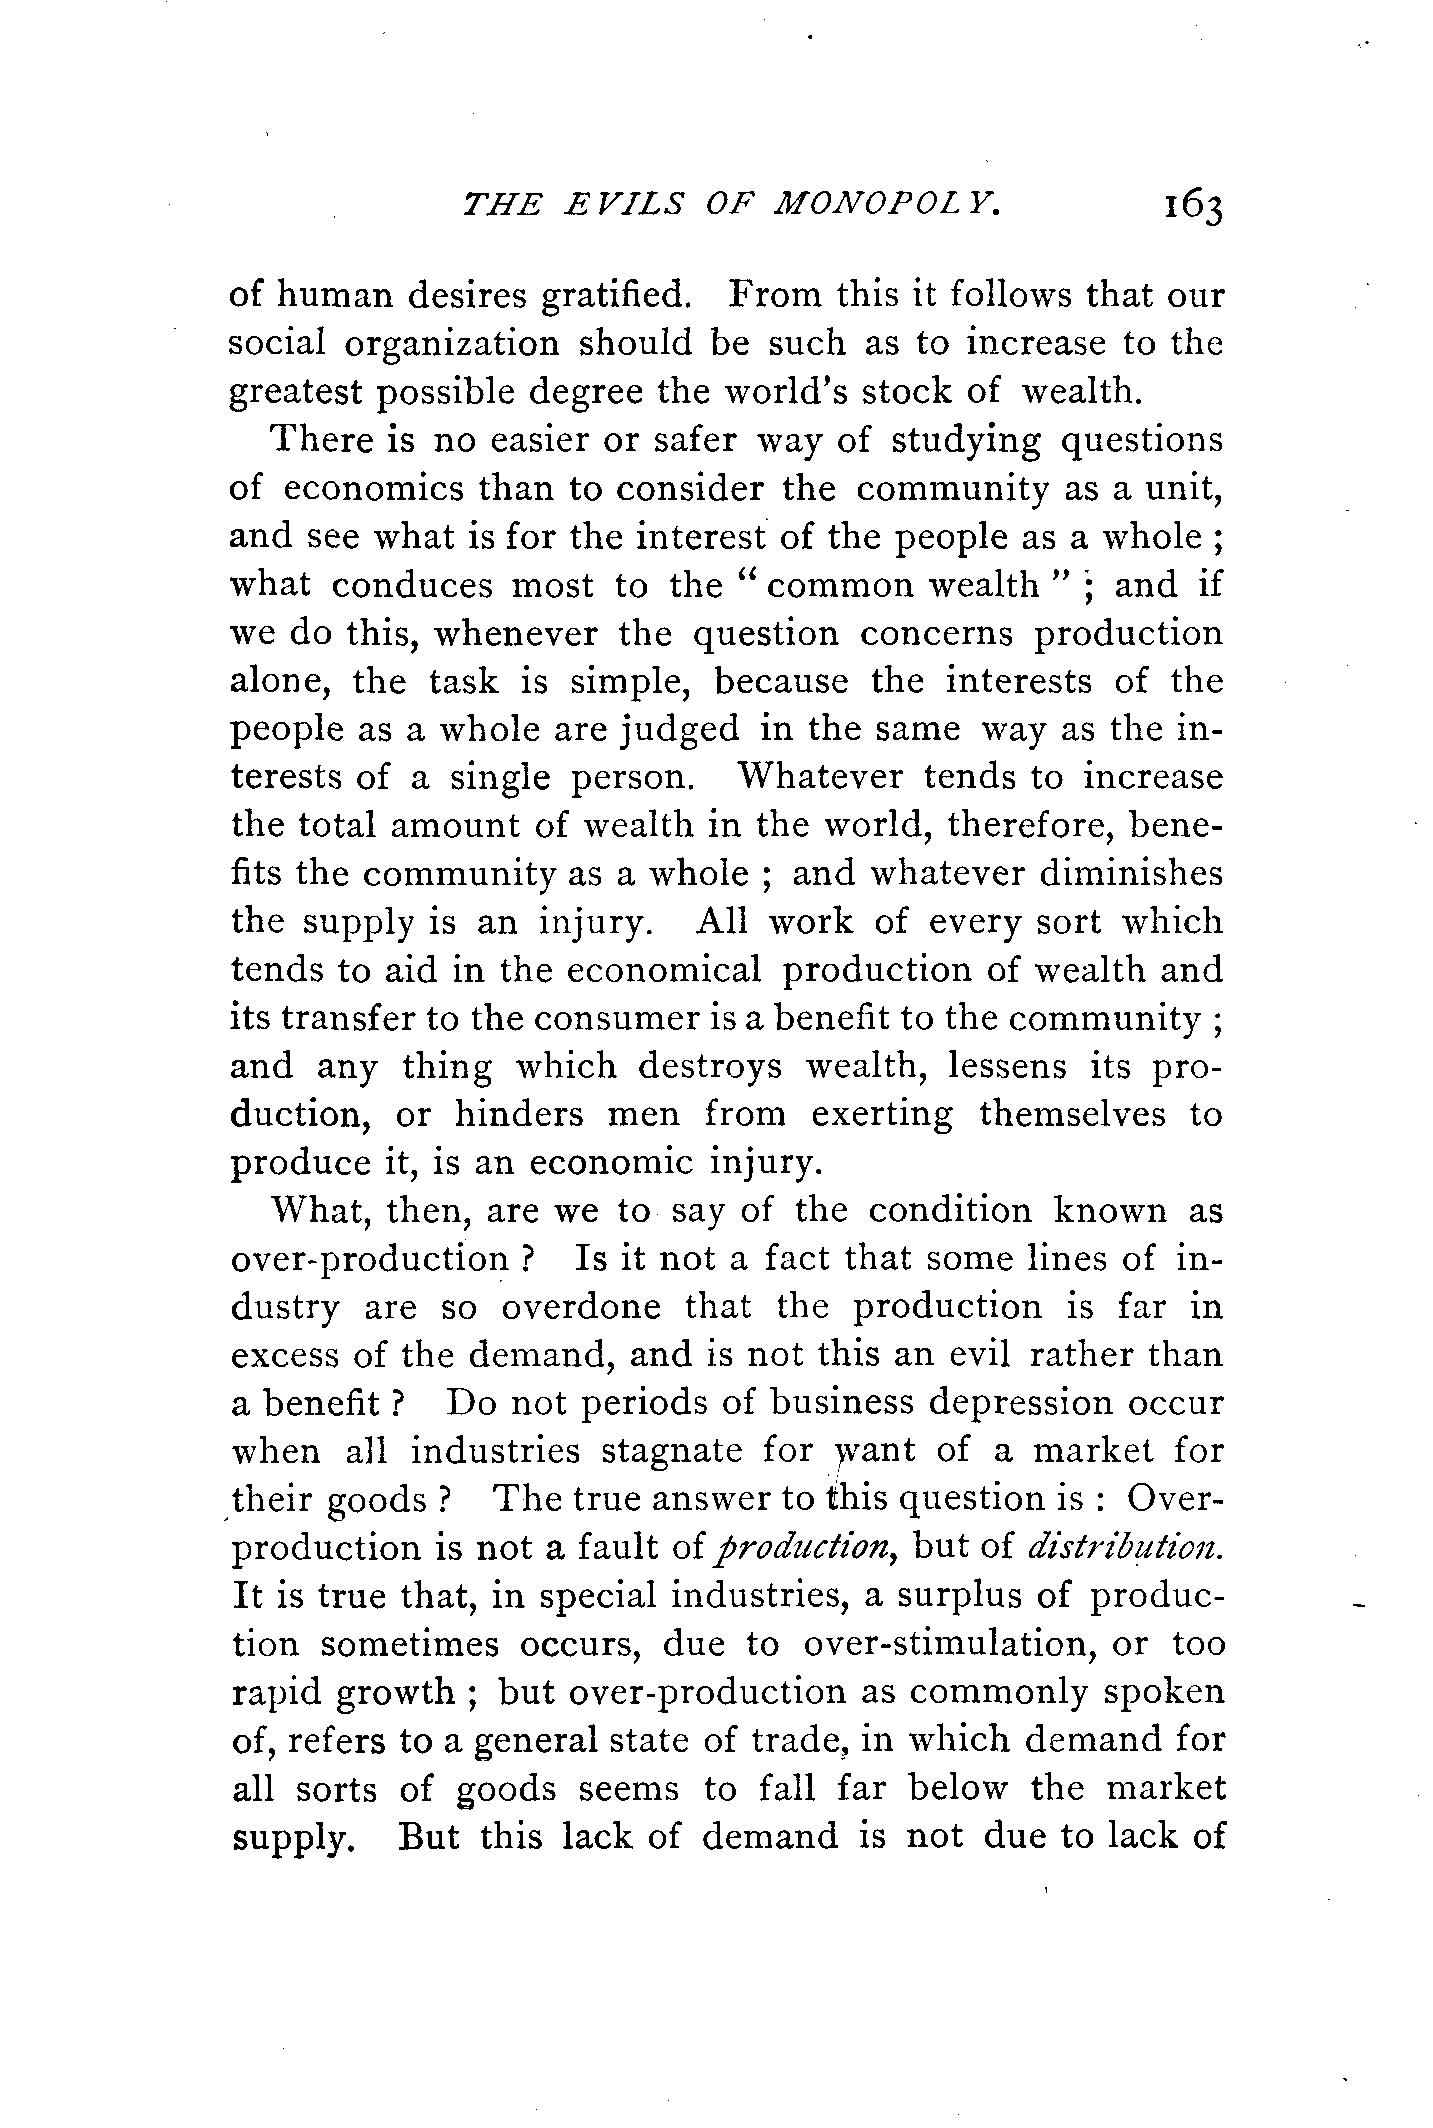 THE EVILS OF MONOPOLY. 163
of human desires gratified. From this it follows that our
social organization should be such as to increase to the
greatest possible degree the world's stock of wealth.
There is no easier or safer way of studying questions
of economics than to consider the community as a unit,
and see what is for the interest of the people as a whole ;
what conduces most to the “ common wealth ” ; and if
we do this, whenever the question concerns production
alone, the task is simple, because the interests of the
people as a whole are judged in the same way as the in-
terests of a single person. Whatever tends to increase
the total amount of wealth in the world, therefore, bene-
fits the community as a whole ; and whatever diminishes
the supply is an injury. All work of every sort which
tends to aid in the economical production of wealth and
its transfer to the consumer is a benefit to the community ;
and any thing which destroys wealth, lessens its pro-
duction, or hinders men from exerting themselves to
produce it, is an economic injury.
What, then, are we to say of the condition known as
over-production ? Is it not a fact that some lines of in-
dustry are so overdone that the production is far in
excess of the demand, and is not this an evil rather than
a benefit ? Do not periods of business depression occur
when all industries stagnate for want of a market for
their goods ? The true answer to this question is : Over-
production is not a fault of production, but of distribution.
It is true that, in special industries, a surplus of produc-
tion sometimes occurs, due to over-stimulation, or too
rapid growth ; but over-production as commonly spoken
of, refers to a general state of trade, in which demand for
all sorts of goods seems to fall far below the market
supply. But this lack of demand is not due to lack of